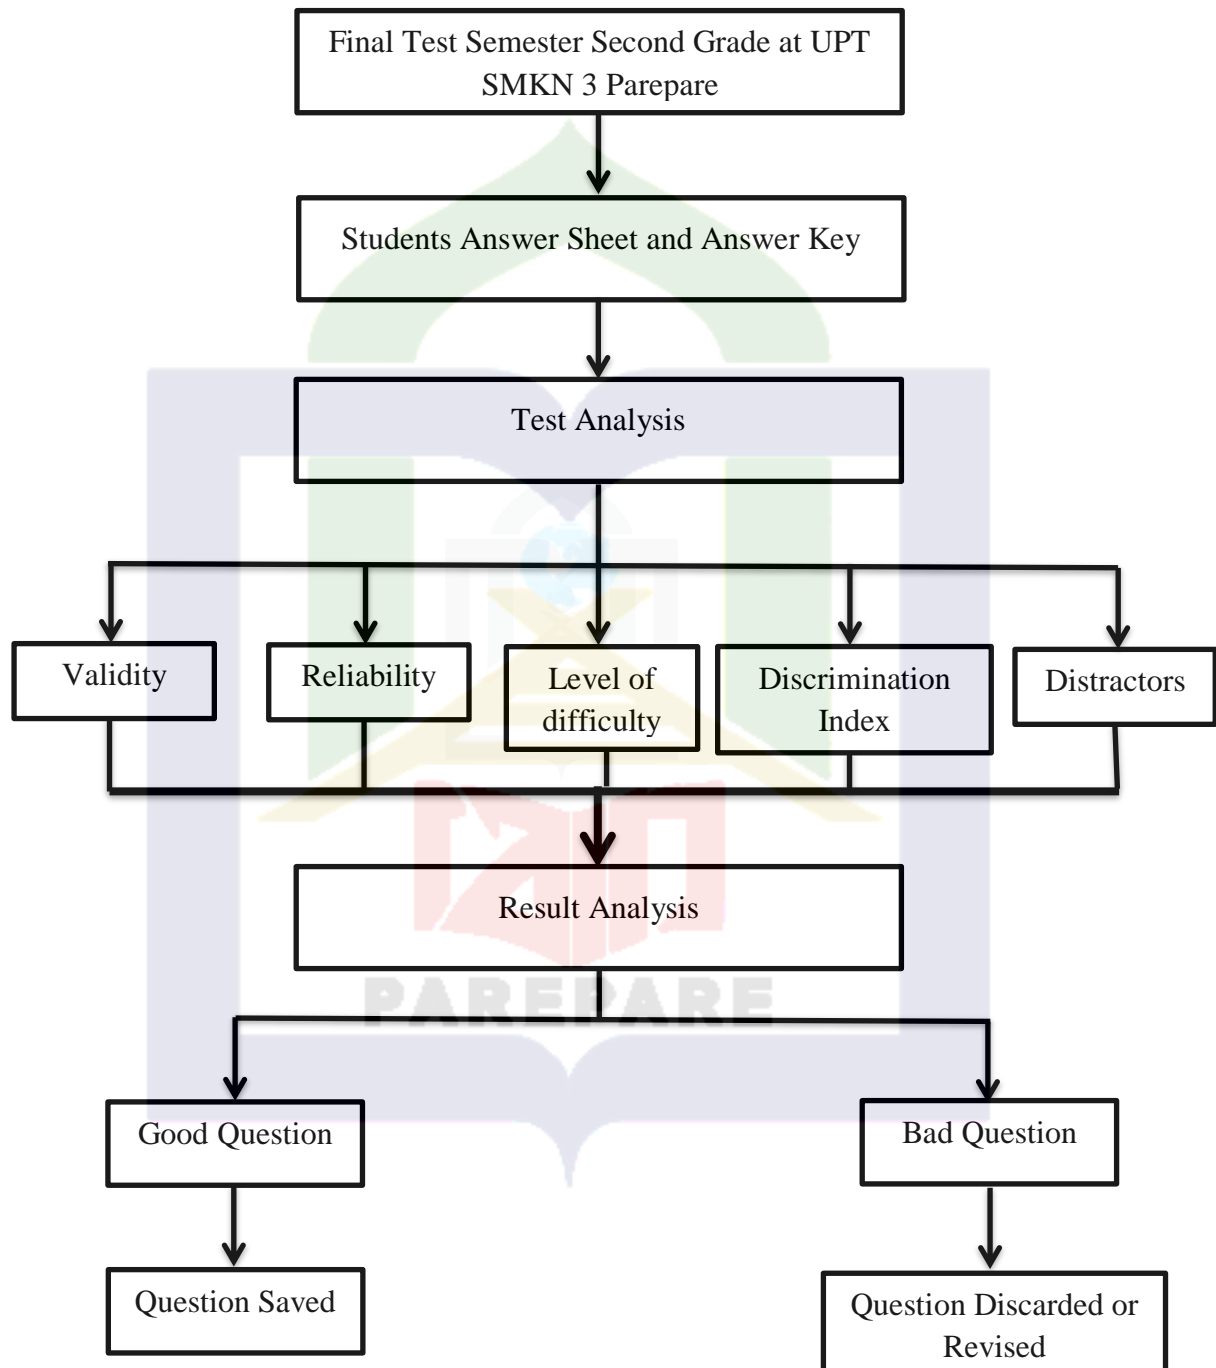 Final Test Semester Second Grade at UPT
SMKN 3 Parepare
Students Answer Sheet and Answer Key
Test Analysis
Validity
Reliability
Level of
difficulty
Discrimination
Index
Distractors
Result Analysis
PAREPARE
Good Question
Bad Question
Question Saved
Question Discarded or
Revised